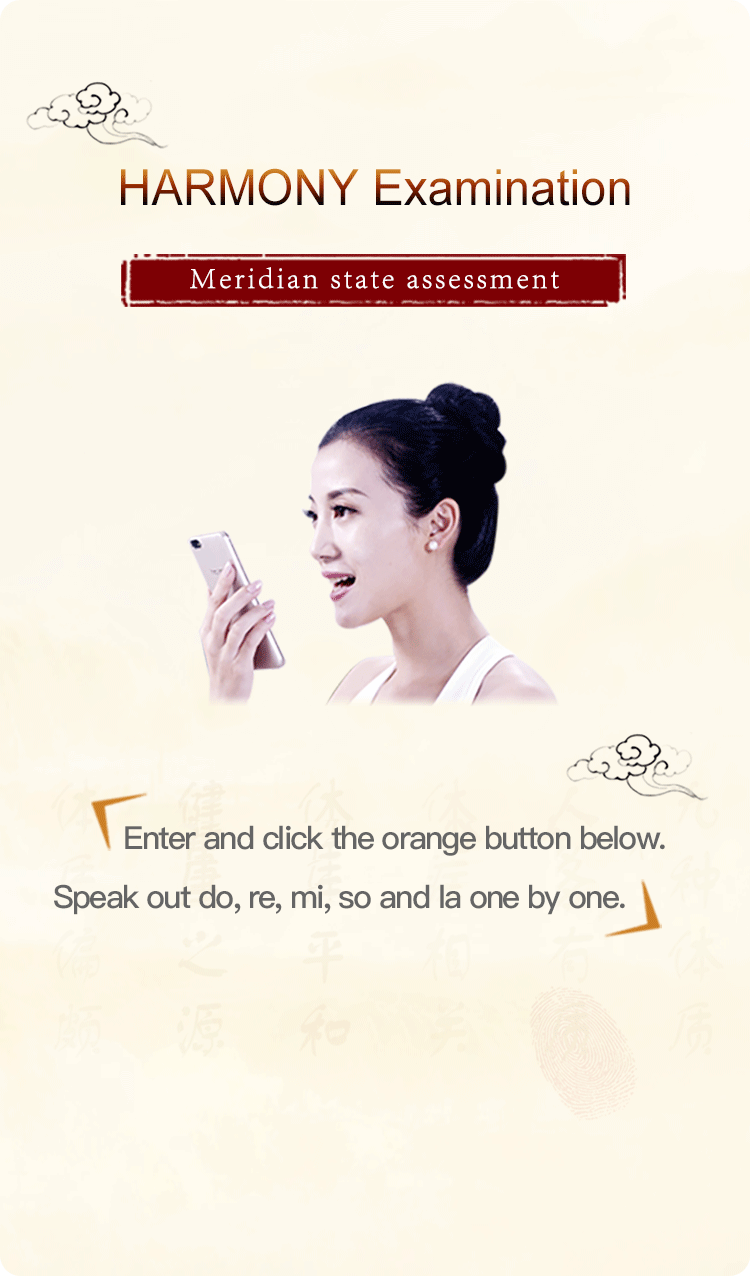 HARMONY Examination
Meridian state assessment
Enter and click the orange button below.
Speak out do, re, mi, so and la one by one.